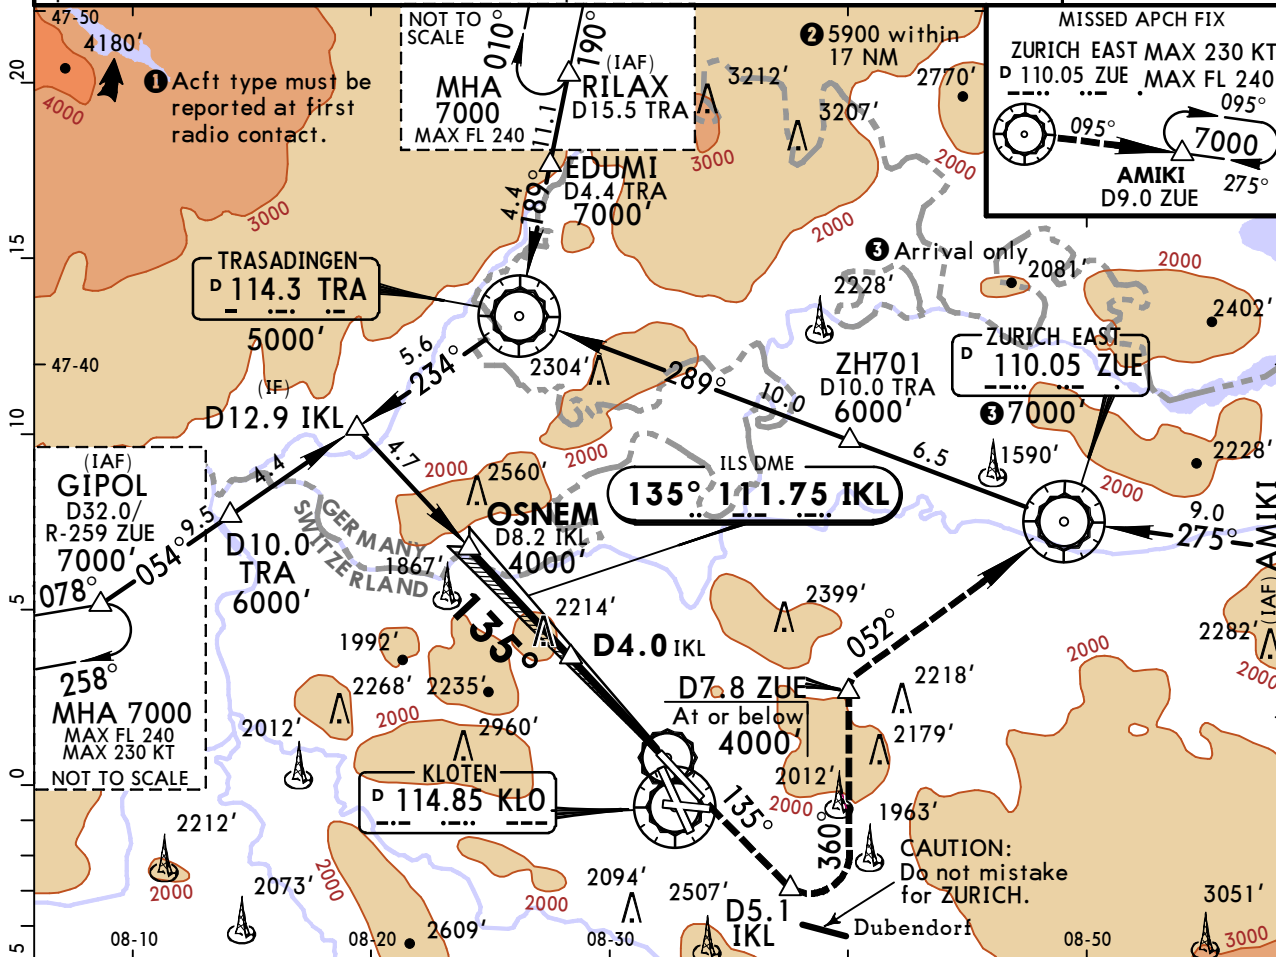 47-50
4180'
❶ Acft type must be
reported at first
radio contact.
4000
3000
20
15
10
5
0
5
47-40
NOT TO
SCALE
010°
190°
(IAF)
RILAX
D15.5 TRA
MHA
7000
MAX FL 240
11.1
EDUMI
D4.4 TRA
7000'
4.4
189°
❷ 5900 within
17 NM
3212'
3207'
2770'
3000
2000
2000
MISSED APCH FIX
ZURICH EAST
D 110.05 ZUE
MAX 230 KT
MAX FL 240
095°
095°
7000
275°
AMIKI
D9.0 ZUE
TRASADINGEN
D 114.3 TRA
5000'
❸ Arrival only
2228'
2081'
2000
2402'
ZURICH EAST
D 110.05 ZUE
❸ 7000'
5.6
234°
2304'
289°
10.0
ZH701
D10.0 TRA
6000'
6.5
(IF)
D12.9 IKL
4.7
4.4
2000
2560'
2000
1590'
2228'
2000
ILS DME
135° 111.75 IKL
(IAF)
GIPOL
D32.0/
R-259 ZUE
7000'
9.5
054°
078°
258°
MHA 7000
MAX FL 240
MAX 230 KT
NOT TO SCALE
D10.0
TRA
6000'
GERMANY
SWITZERLAND
OSNEM
D8.2 IKL
4000'
1867'
9.0
275°
AMIKI
(IAF)
2282'
2000
135°
2214'
D4.0 IKL
2399'
052°
1992'
2268'
2235'
2000
2960'
2012'
D7.8 ZUE
At or below
4000'
2218'
2179'
2012'
2000
2000
KLOTEN
D 114.85 KLO
135°
360°
1963'
CAUTION:
Do not mistake
for ZURICH.
Dubendorf
2212'
2000
2073'
2000
2609'
2000
2094'
2507'
D5.1
IKL
3051'
3000
08-10
08-20
08-30
08-50